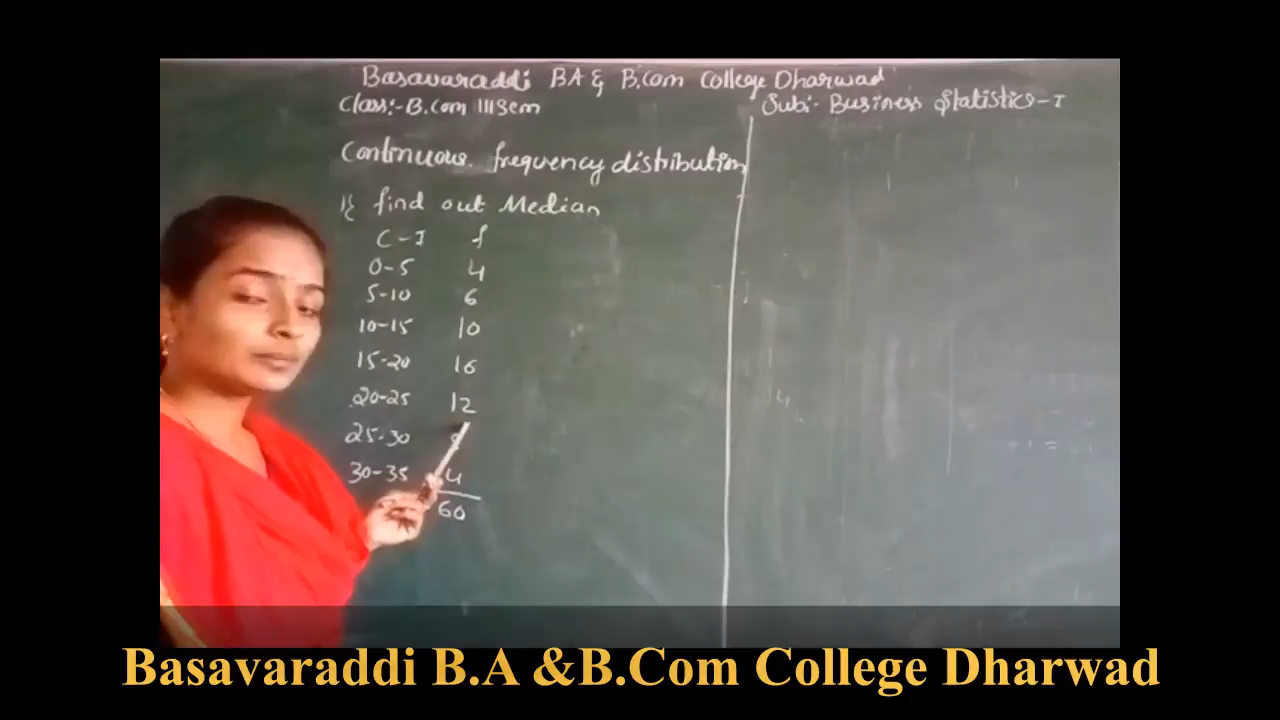 Basavaraddi BA & B.Com College Dharwad
Class:- B.Com III Sem
Sub:- Business Statistics - I
Continuous frequency distribution
1} find out Median
C-I f
0-5 4
5-10 6
10-15 10
15-20 16
20-25 12
25-30
30-35 4
60
Basavaraddi B.A &B.Com College Dharwad